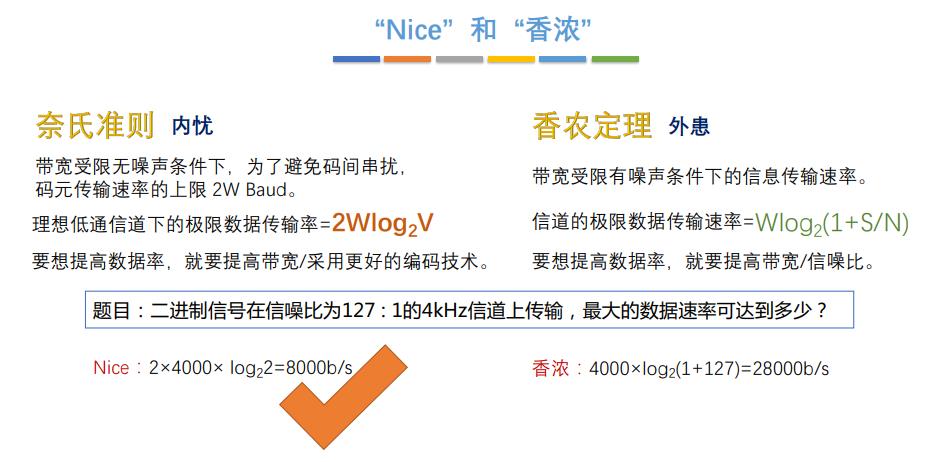 “Nice” 和 “香浓”
奈氏准则 内忧
带宽受限无噪声条件下，为了避免码间串扰，
码元传输速率的上限 2W Baud。
理想低通信道下的极限数据传输率=2Wlog₂V
要想提高数据率，就要提高带宽/采用更好的编码技术。
香农定理 外患
带宽受限有噪声条件下的信息传输速率。
信道的极限数据传输速率=Wlog₂(1+S/N)
要想提高数据率，就要提高带宽/信噪比。
题目：二进制信号在信噪比为127：1的4kHz信道上传输，最大的数据速率可达到多少？
Nice：2×4000× log₂2=8000b/s
香浓：4000×log₂(1+127)=28000b/s